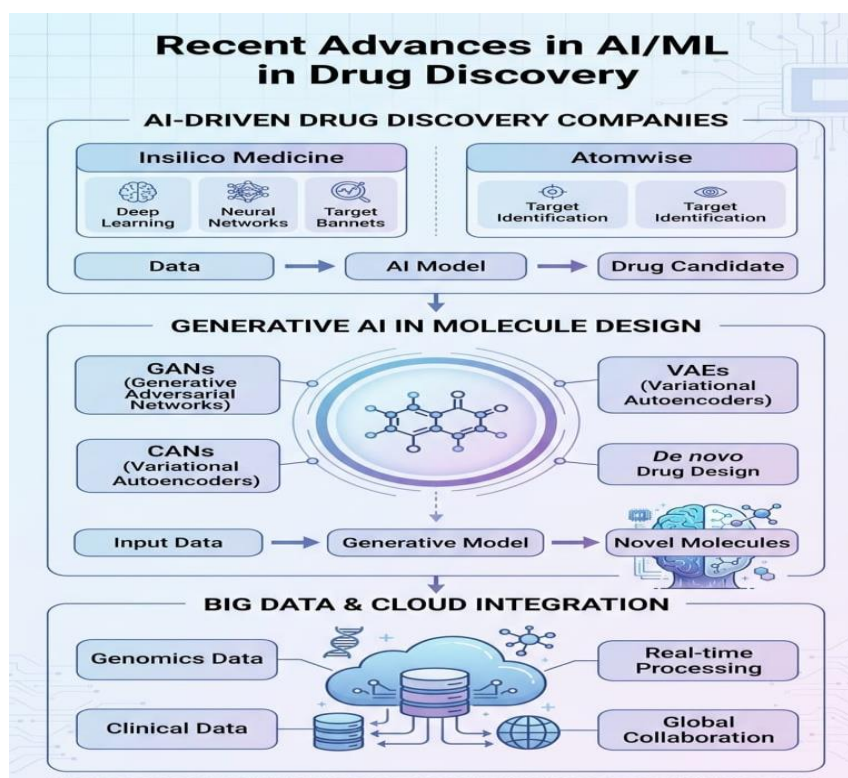 Recent Advances in AI/ML
in Drug Discovery
AI-DRIVEN DRUG DISCOVERY COMPANIES
Insilico Medicine
Deep
Learning
Neural
Networks
Target
Bannets
Atomwise
Target
Identification
Target
Identification
Data
AI Model
Drug Candidate
GENERATIVE AI IN MOLECULE DESIGN
GANs
(Generative
Adversarial
Networks)
VAEs
(Variational
Autoencoders)
CANs
(Variational
Autoencoders)
De novo
Drug Design
Input Data
Generative Model
Novel Molecules
BIG DATA & CLOUD INTEGRATION
Genomics Data
Real-time
Processing
Clinical Data
Global
Collaboration